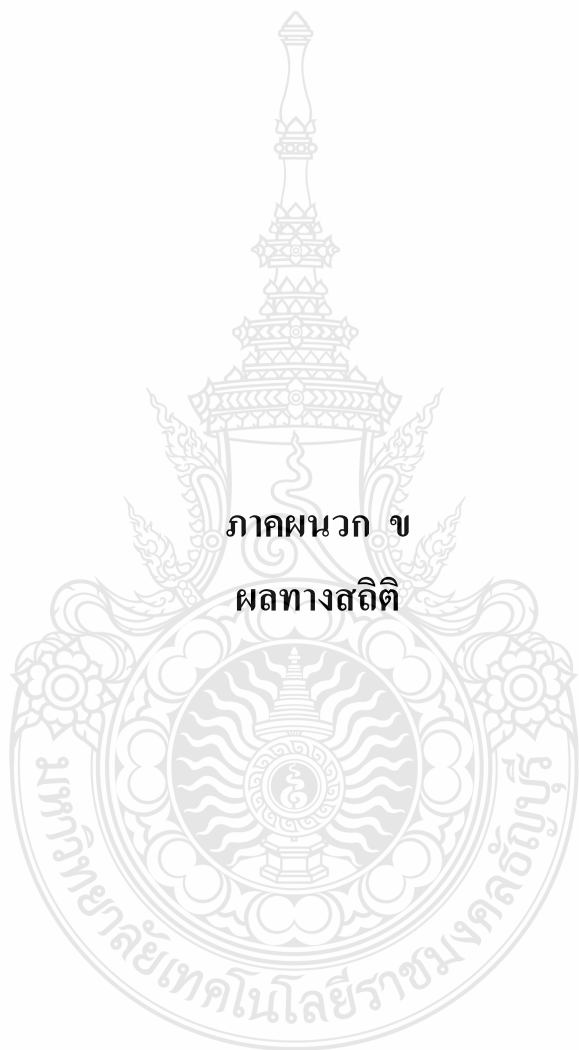 ภาคผนวก ข
ผลทางสถิติ
มหาวิทยาลัยเทคโนโลยีราชมงคลธัญบุรี